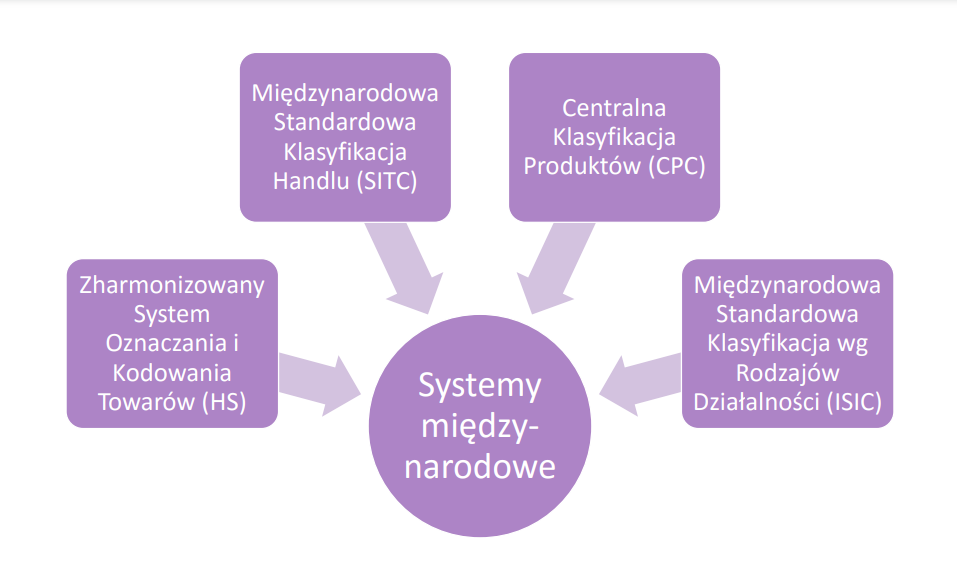 Międzynarodowa
Standardowa
Klasyfikacja
Handlu (SITC)
Centralna
Klasyfikacja
Produktów (CPC)
Zharmonizowany
System
Oznaczania i
Kodowania
Towarów (HS)
Międzynarodowa
Standardowa
Klasyfikacja wg
Rodzajów
Działalności (ISIC)
Systemy
między-
narodowe